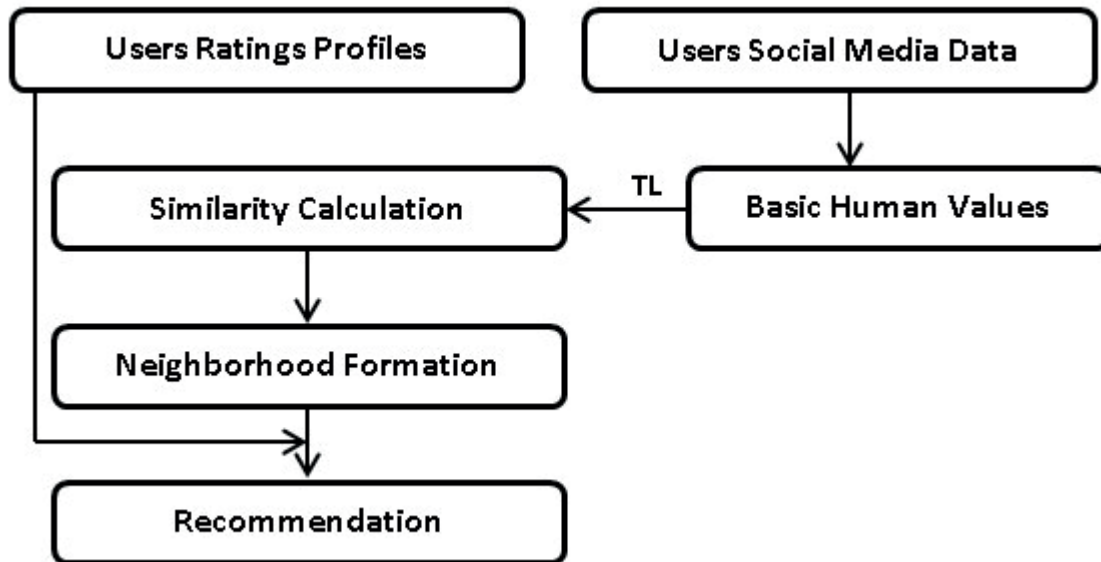 Users Ratings Profiles
Users Social Media Data
TL
Similarity Calculation
Basic Human Values
Neighborhood Formation
Recommendation